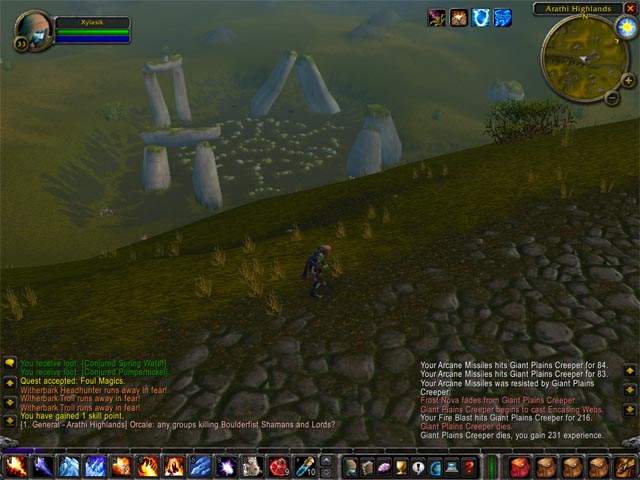 Xylasik
33
Arathi Highlands
N
You receive loot: [Conjured Spring Water]
You receive loot: [Conjured Pumpernickel]
Quest accepted: Foul Magics.
Witherbark Headhunter runs away in fear!
Witherbark Troll runs away in fear!
Witherbark Troll runs away in fear!
You have gained 1 skill point.
[1. General - Arathi Highlands] Orcale: any groups killing Boulderfist Shamans and Lords?
Your Arcane Missiles hits Giant Plains Creeper for 84.
Your Arcane Missiles hits Giant Plains Creeper for 83.
Your Arcane Missiles was resisted by Giant Plains
Creeper.
Frost Nova fades from Giant Plains Creeper.
Giant Plains Creeper begins to cast Encasing Webs.
Your Fire Blast hits Giant Plains Creeper for 216.
Giant Plains Creeper dies.
Giant Plains Creeper dies, you gain 231 experience.
9
10